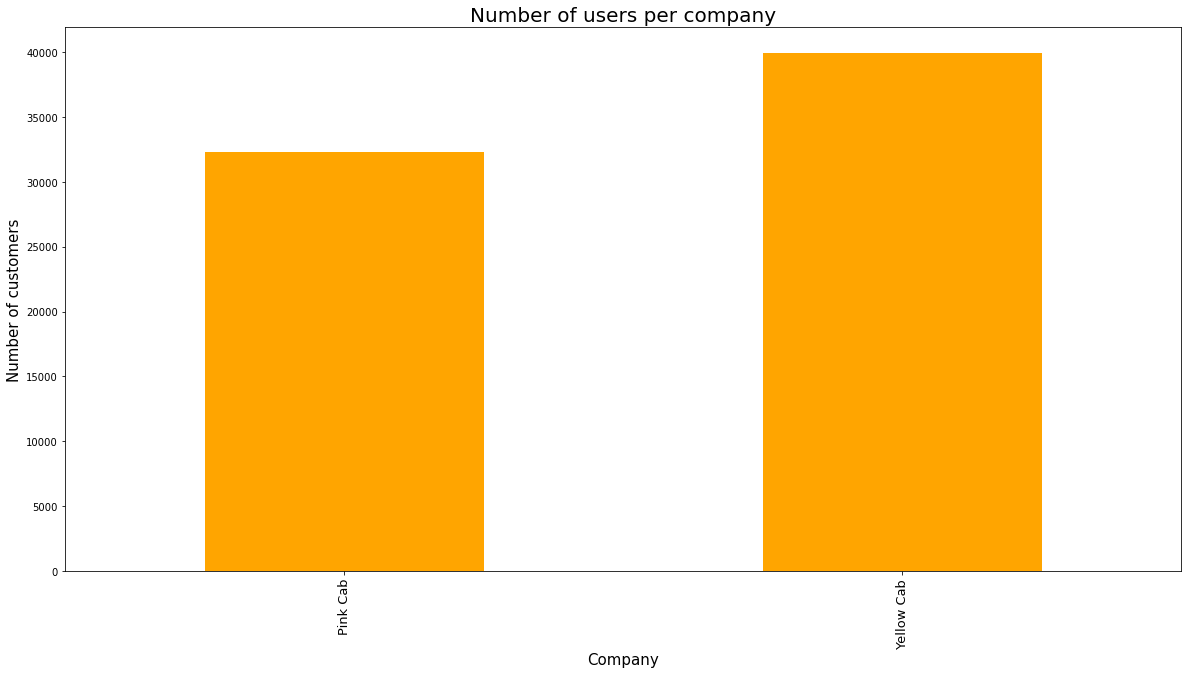 Number of users per company
Number of customers
40000
35000
30000
25000
20000
15000
10000
5000
0
Pink Cab
Yellow Cab
Company